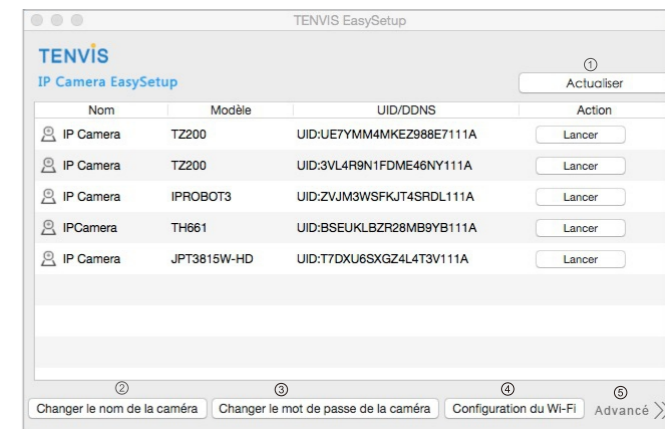 TENVIS EasySetup
TENVIS
IP Camera EasySetup
①
Actualiser
Nom Modèle UID/DDNS Action
IP Camera TZ200 UID:UE7YMM4MKEZ988E7111A Lancer
IP Camera TZ200 UID:3VL4R9N1FDME46NY111A Lancer
IP Camera IPROBOT3 UID:ZVJM3WSFKJT4SRDL111A Lancer
IPCamera TH661 UID:BSEUKLBZR28MB9YB111A Lancer
IP Camera JPT3815W-HD UID:T7DXU6SXGZ4L4T3V111A Lancer
② ③ ④ ⑤
Changer le nom de la caméra Changer le mot de passe de la caméra Configuration du Wi-Fi Advancé